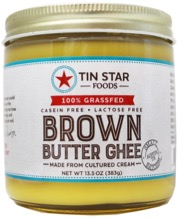 TIN STAR
FOODS
100% GRASSFED
CASEIN FREE • LACTOSE FREE
BROWN
BUTTER GHEE
MADE FROM CULTURED CREAM
NET WT 13.5 OZ (383g)